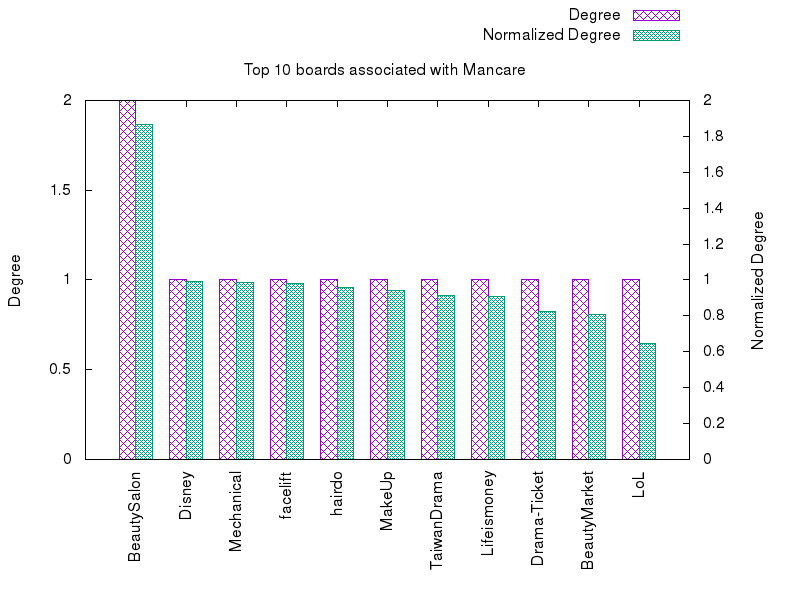 Degree
Normalized Degree
Top 10 boards associated with Mancare
2
1.5
1
0.5
0
Degree
2
1.8
1.6
1.4
1.2
1
0.8
0.6
0.4
0.2
0
Normalized Degree
BeautySalon
Disney
Mechanical
facelift
hairdo
MakeUp
TaiwanDrama
Lifeismoney
Drama-Ticket
BeautyMarket
LoL